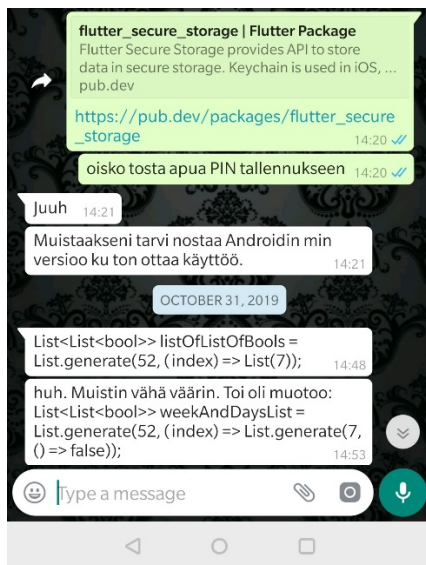 flutter_secure_storage | Flutter Package
Flutter Secure Storage provides API to store
data in secure storage. Keychain is used in iOS, ...
pub.dev
https://pub.dev/packages/flutter_secure
_storage
14:20
oisko tosta apua PIN tallennukseen 14:20
Juuh 14:21
Muistaakseni tarvi nostaa Androidin min
versioo ku ton ottaa käyttöö.
14:21
OCTOBER 31, 2019
List<List<bool>> listOfListOfBools =
List.generate(52, (index) => List(7));
14:48
huh. Muistin vähä väärin. Toi oli muotoo:
List<List<bool>> weekAndDaysList =
List.generate(52, (index) => List.generate(7,
() => false));
14:53
Type a message